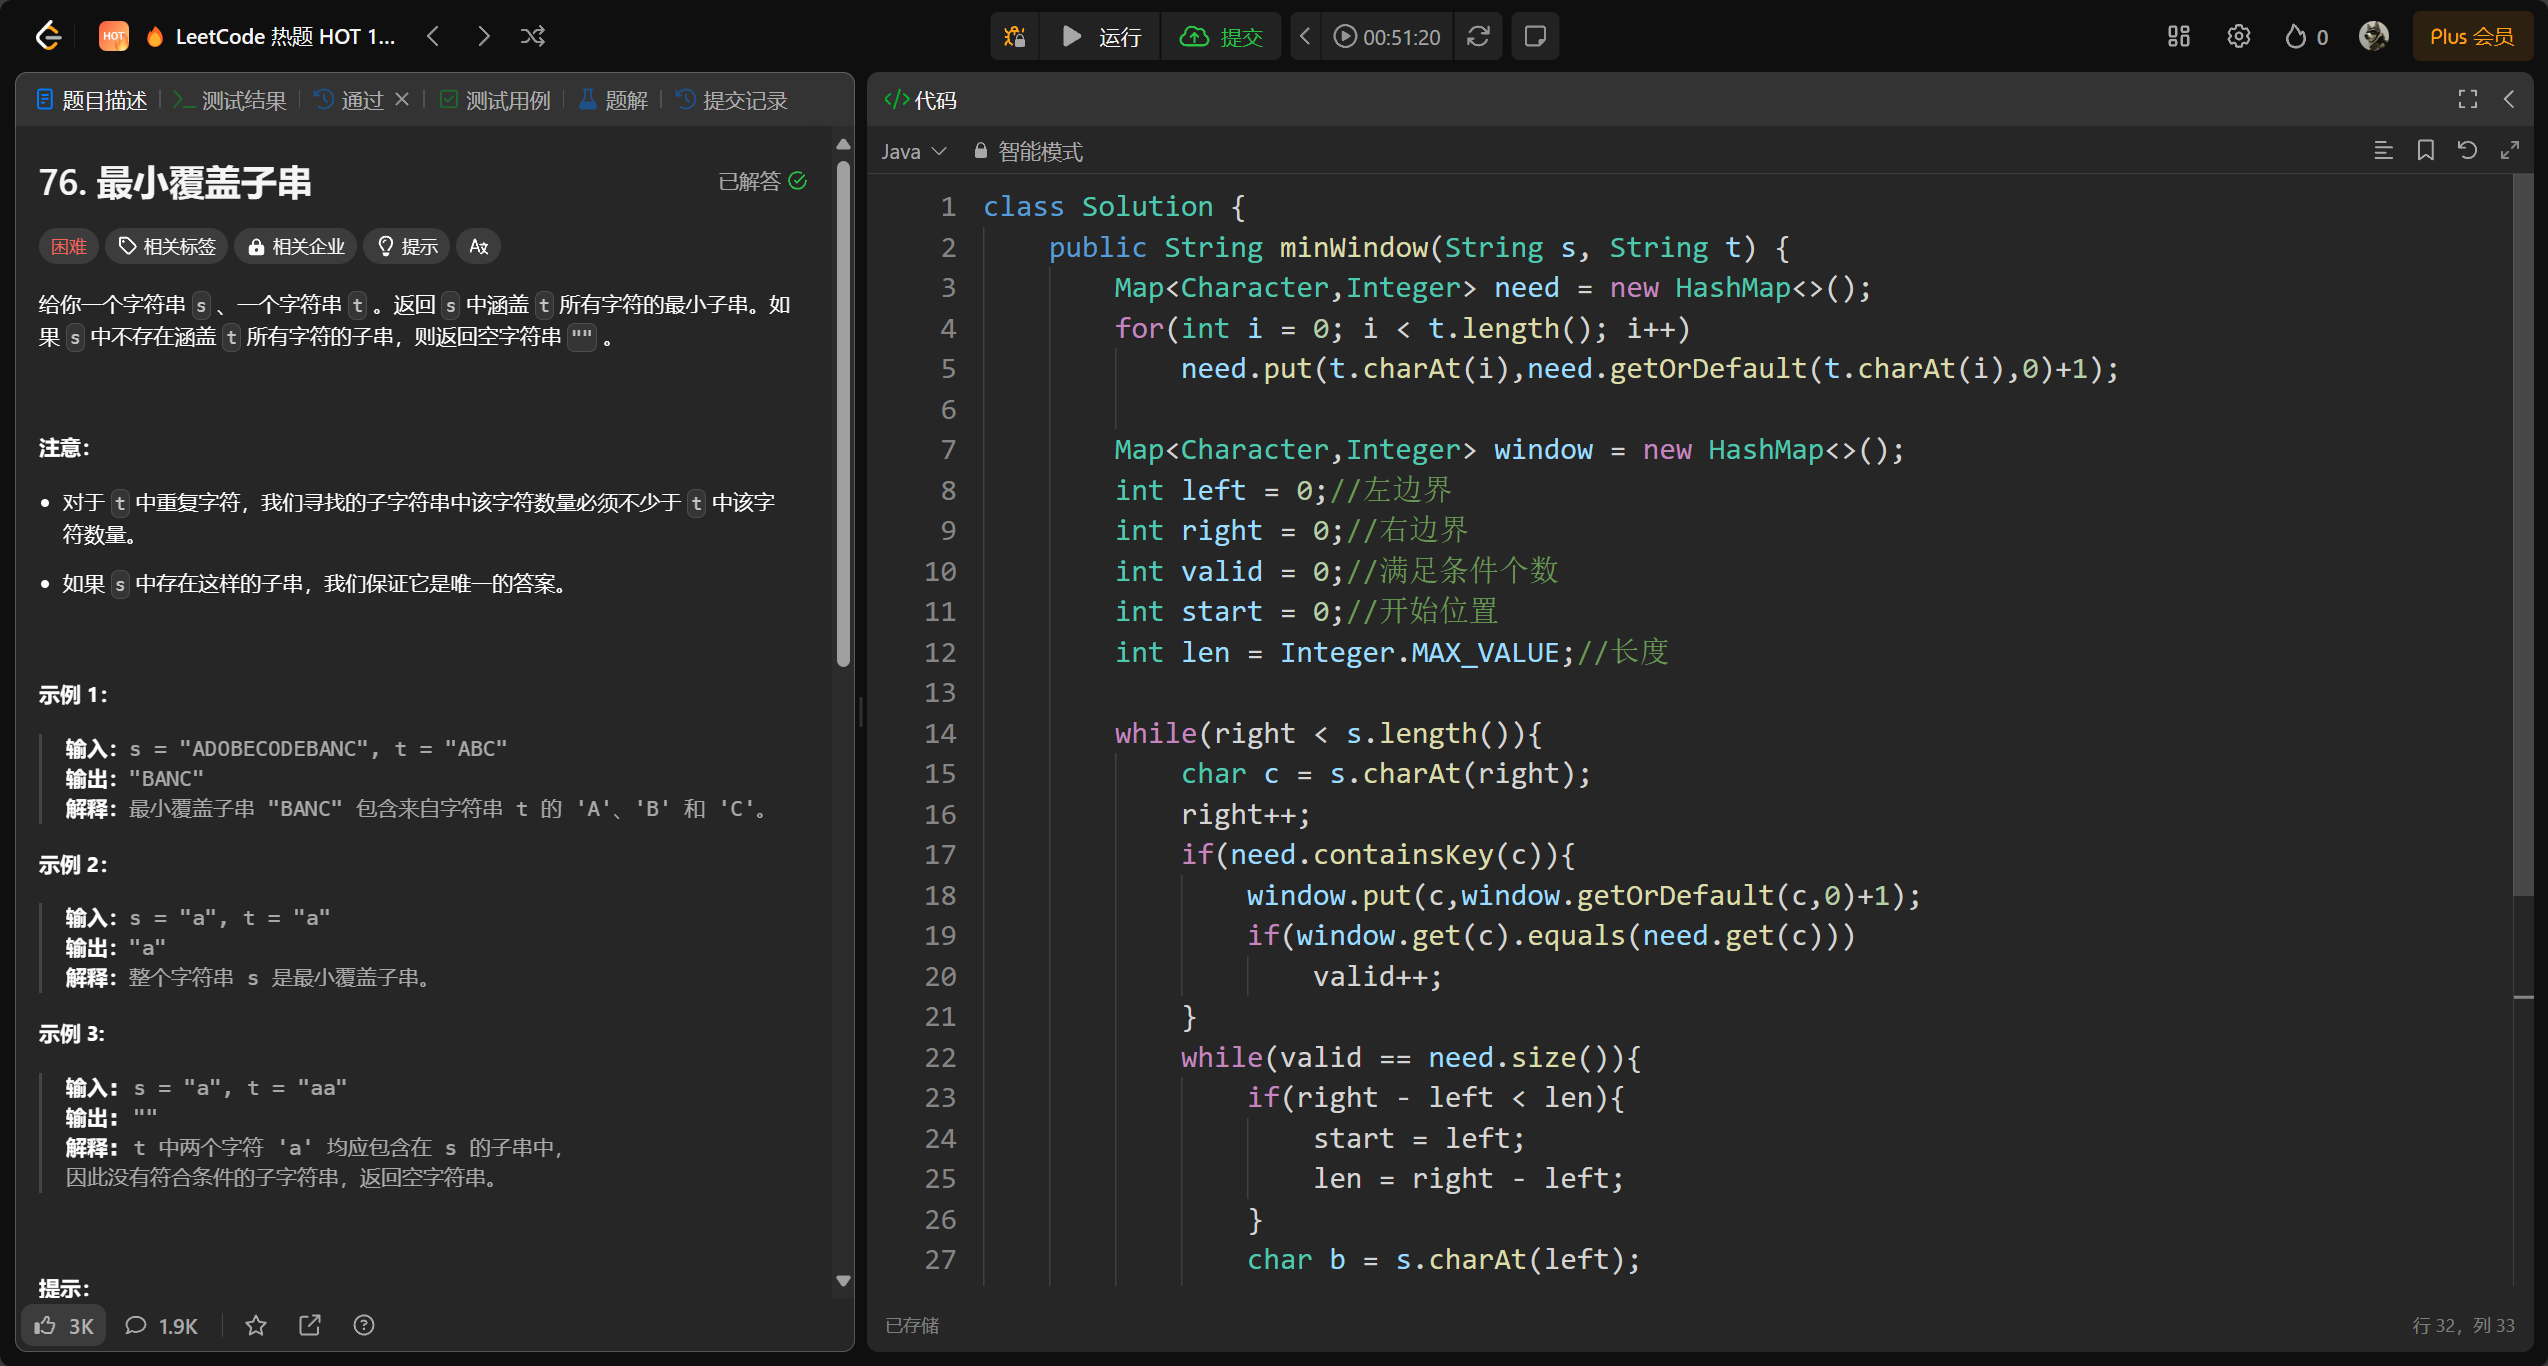 HOT LeetCode 热题 HOT 1...
运行 提交 00:51:20
0 Plus 会员
题目描述 测试结果 通过 测试用例 题解 提交记录
76. 最小覆盖子串
已解答
困难 相关标签 相关企业 提示
给你一个字符串 s 、一个字符串 t 。返回 s 中涵盖 t 所有字符的最小子串。如
果 s 中不存在涵盖 t 所有字符的子串，则返回空字符串 "" 。
注意：
对于 t 中重复字符，我们寻找的子字符串中该字符数量必须不少于 t 中该字
符数量。
如果 s 中存在这样的子串，我们保证它是唯一的答案。
示例 1：
输入：s = "ADOBECODEBANC", t = "ABC"
输出："BANC"
解释：最小覆盖子串 "BANC" 包含来自字符串 t 的 'A'、'B' 和 'C'。
示例 2：
输入：s = "a", t = "a"
输出："a"
解释：整个字符串 s 是最小覆盖子串。
示例 3:
输入: s = "a", t = "aa"
输出: ""
解释: t 中两个字符 'a' 均应包含在 s 的子串中，
因此没有符合条件的子字符串，返回空字符串。
提示：
3K 1.9K
代码
Java 智能模式
1 class Solution {
2 public String minWindow(String s, String t) {
3 Map<Character,Integer> need = new HashMap<>();
4 for(int i = 0; i < t.length(); i++)
5 need.put(t.charAt(i),need.getOrDefault(t.charAt(i),0)+1);
6
7 Map<Character,Integer> window = new HashMap<>();
8 int left = 0;//左边界
9 int right = 0;//右边界
10 int valid = 0;//满足条件个数
11 int start = 0;//开始位置
12 int len = Integer.MAX_VALUE;//长度
13
14 while(right < s.length()){
15 char c = s.charAt(right);
16 right++;
17 if(need.containsKey(c)){
18 window.put(c,window.getOrDefault(c,0)+1);
19 if(window.get(c).equals(need.get(c)))
20 valid++;
21 }
22 while(valid == need.size()){
23 if(right - left < len){
24 start = left;
25 len = right - left;
26 }
27 char b = s.charAt(left);
已存储
行 32，列 33